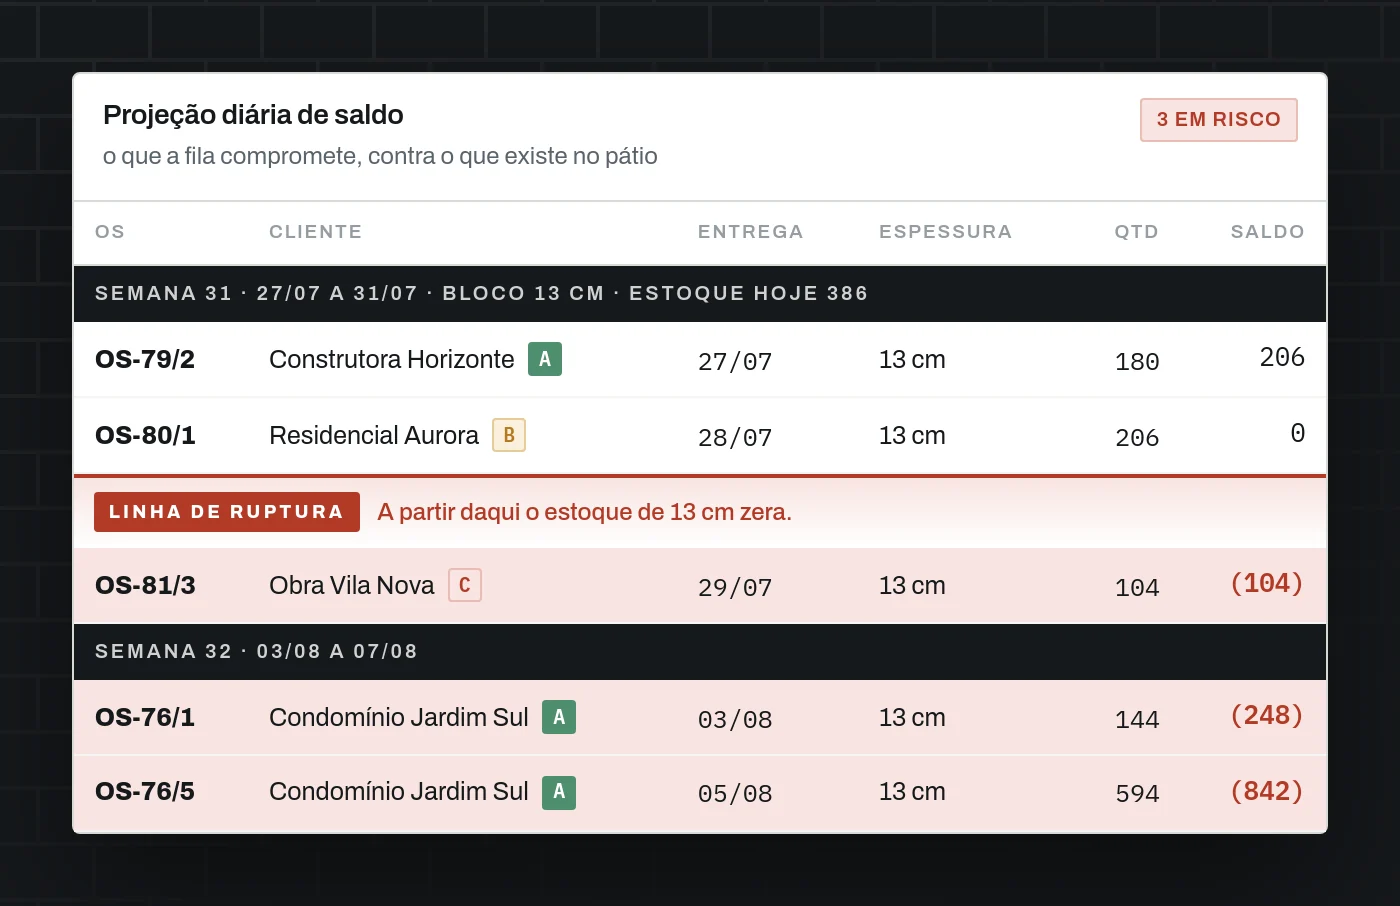 Projeção diária de saldo
3 EM RISCO
o que a fila compromete, contra o que existe no pátio
OS CLIENTE ENTREGA ESPESSURA QTD SALDO
SEMANA 31 · 27/07 A 31/07 · BLOCO 13 CM · ESTOQUE HOJE 386
OS-79/2 Construtora Horizonte A 27/07 13 cm 180 206
OS-80/1 Residencial Aurora B 28/07 13 cm 206 0
LINHA DE RUPTURA A partir daqui o estoque de 13 cm zera.
OS-81/3 Obra Vila Nova C 29/07 13 cm 104 (104)
SEMANA 32 · 03/08 A 07/08
OS-76/1 Condomínio Jardim Sul A 03/08 13 cm 144 (248)
OS-76/5 Condomínio Jardim Sul A 05/08 13 cm 594 (842)